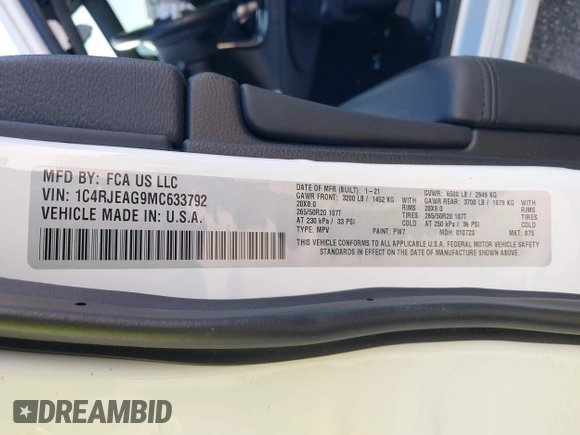 MFD BY: FCA US LLC
VIN: 1C4RJEAG9MC633792
VEHICLE MADE IN: U.S.A.
DATE OF MFR (BUILT): 1-21 GVWR: 6500 LB / 2949 KG
GAWR FRONT: 3200 LB / 1452 KG WITH GAWR REAR: 3700 LB / 1679 KG WITH
20X8.0 RIMS 20X8.0 RIMS
265/50R20 107T TIRES 265/50R20 107T TIRES
AT 230 kPa / 33 PSI COLD AT 250 kPa / 36 PSI COLD
TYPE: MPV PAINT: PW7 MDH: 010723 MKT: 875
THIS VEHICLE CONFORMS TO ALL APPLICABLE U.S.A. FEDERAL MOTOR VEHICLE SAFETY
STANDARDS IN EFFECT ON THE DATE OF MANUFACTURE SHOWN ABOVE.
DREAMBID